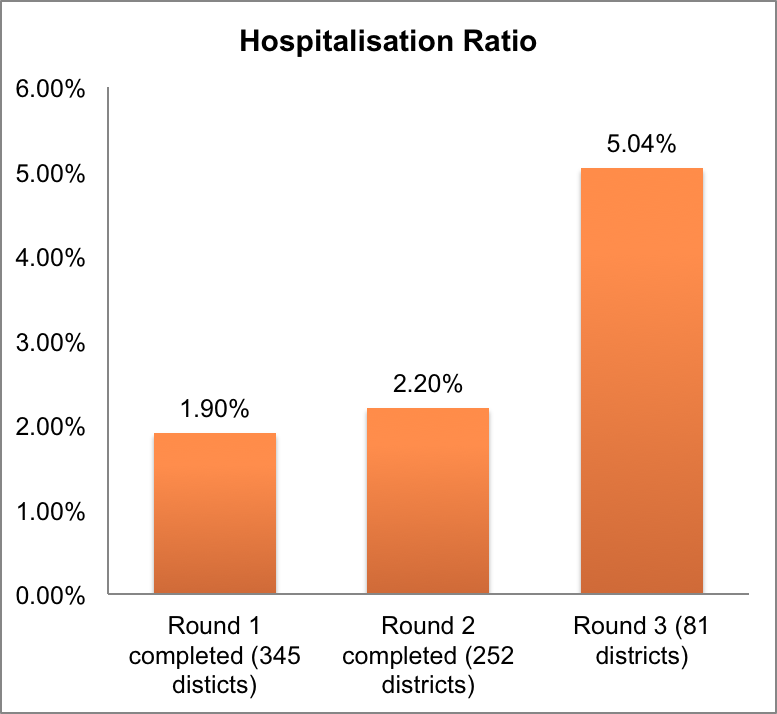 Hospitalisation Ratio
6.00%
5.00%
4.00%
3.00%
2.00%
1.00%
0.00%
1.90%
2.20%
5.04%
Round 1
completed (345
disticts)
Round 2
completed (252
districts)
Round 3 (81
districts)